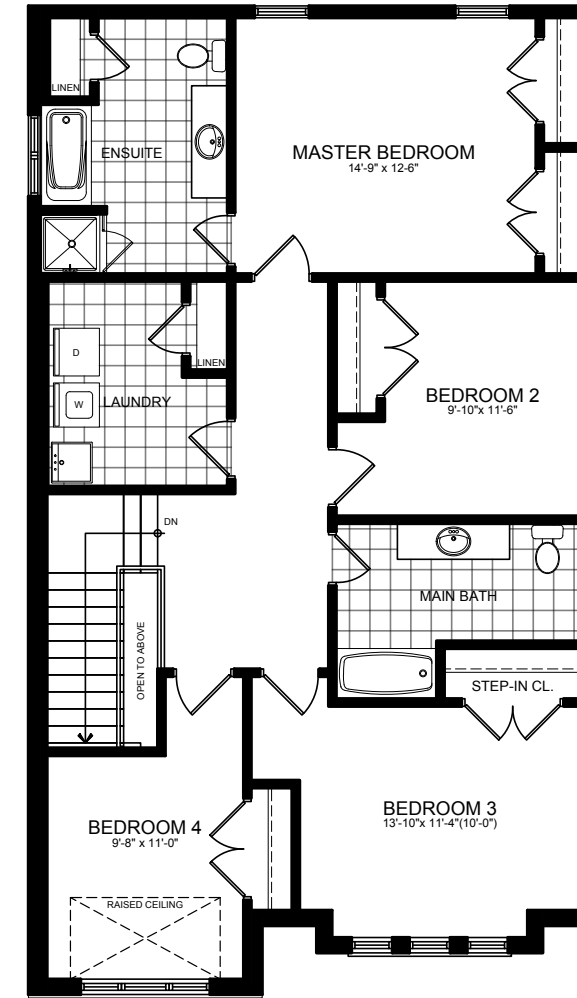 LINEN
ENSUITE
MASTER BEDROOM
14'-9" x 12-6"
D
LINEN
W
LAUNDRY
BEDROOM 2
9'-10"x 11'-6"
DN
MAIN BATH
OPEN TO ABOVE
STEP-IN CL.
BEDROOM 3
13'-10"x 11'-4"(10'-0")
BEDROOM 4
9'-8" x 11'-0"
RAISED CEILING